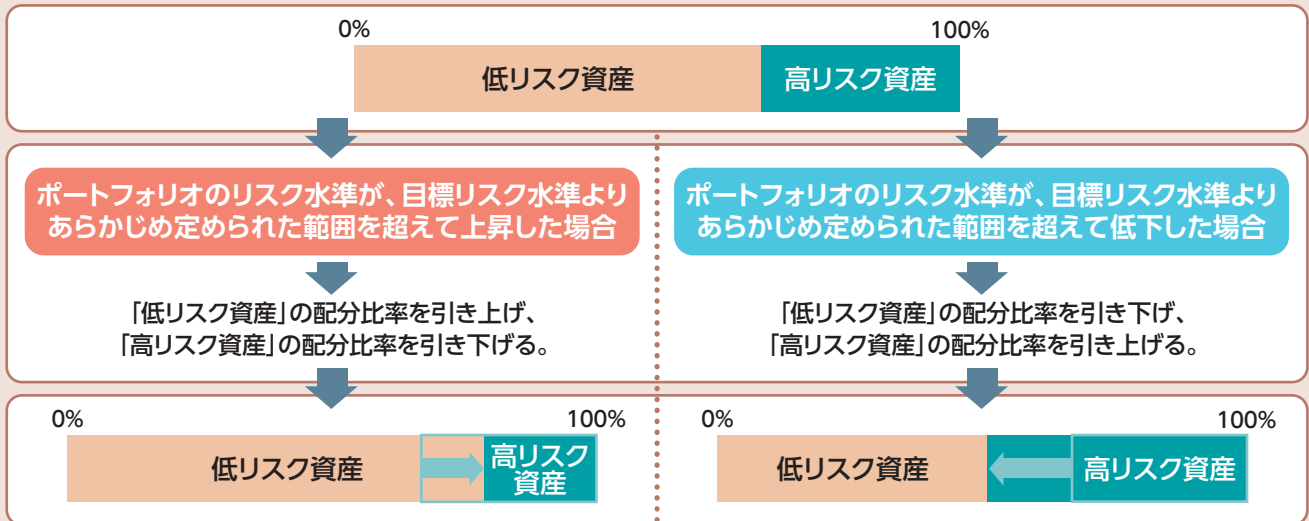 0%
100%
低リスク資産
高リスク資産
ポートフォリオのリスク水準が、目標リスク水準より
あらかじめ定められた範囲を超えて上昇した場合
「低リスク資産」の配分比率を引き上げ、
「高リスク資産」の配分比率を引き下げる。
0%
100%
低リスク資産
高リスク
資産
ポートフォリオのリスク水準が、目標リスク水準より
あらかじめ定められた範囲を超えて低下した場合
「低リスク資産」の配分比率を引き下げ、
「高リスク資産」の配分比率を引き上げる。
0%
100%
低リスク資産
高リスク資産